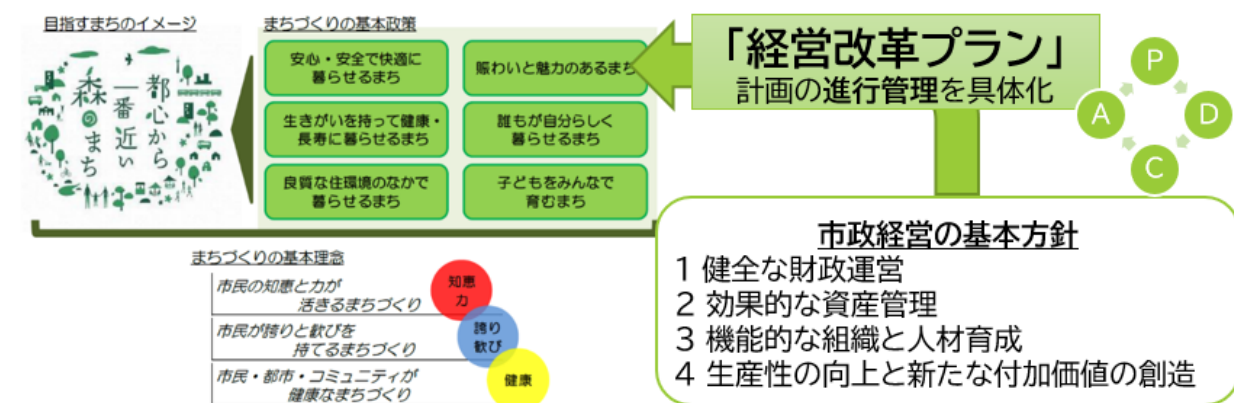 目指すまちのイメージ
都心から
一番近い
森のまち
まちづくりの基本政策
安心・安全で快適に
暮らせるまち
賑わいと魅力のあるまち
生きがいを持って健康・
長寿に暮らせるまち
誰もが自分らしく
暮らせるまち
良質な住環境のなかで
暮らせるまち
子どもをみんなで
育むまち
「経営改革プラン」
計画の進行管理を具体化
P
D
C
A
まちづくりの基本理念
市民の知恵と力が
活きるまちづくり
知恵
力
市民が誇りと歓びを
持てるまちづくり
誇り
歓び
市民・都市・コミュニティが
健康なまちづくり
健康
市政経営の基本方針
1 健全な財政運営
2 効果的な資産管理
3 機能的な組織と人材育成
4 生産性の向上と新たな付加価値の創造